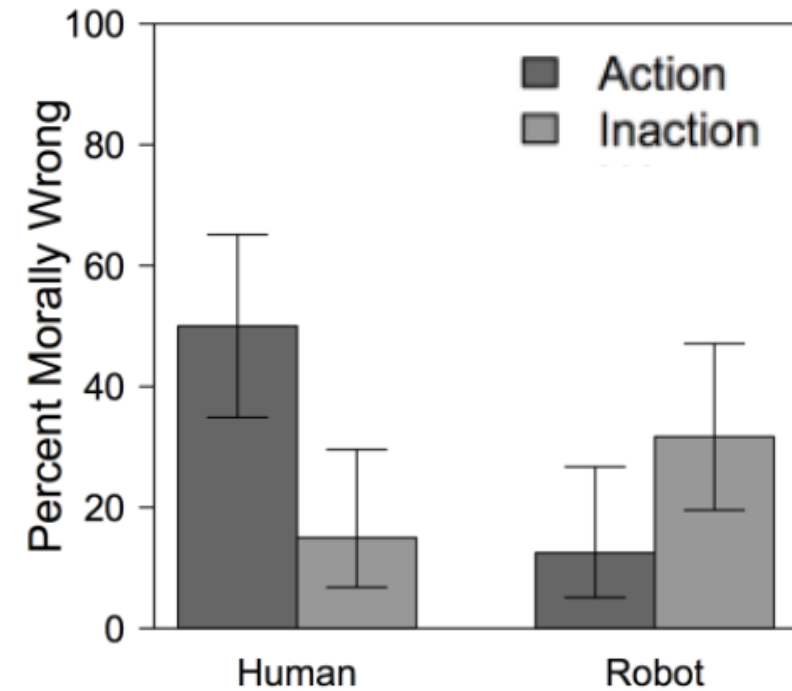 100
80
60
40
20
0
Percent Morally Wrong
Action
Inaction
Human
Robot